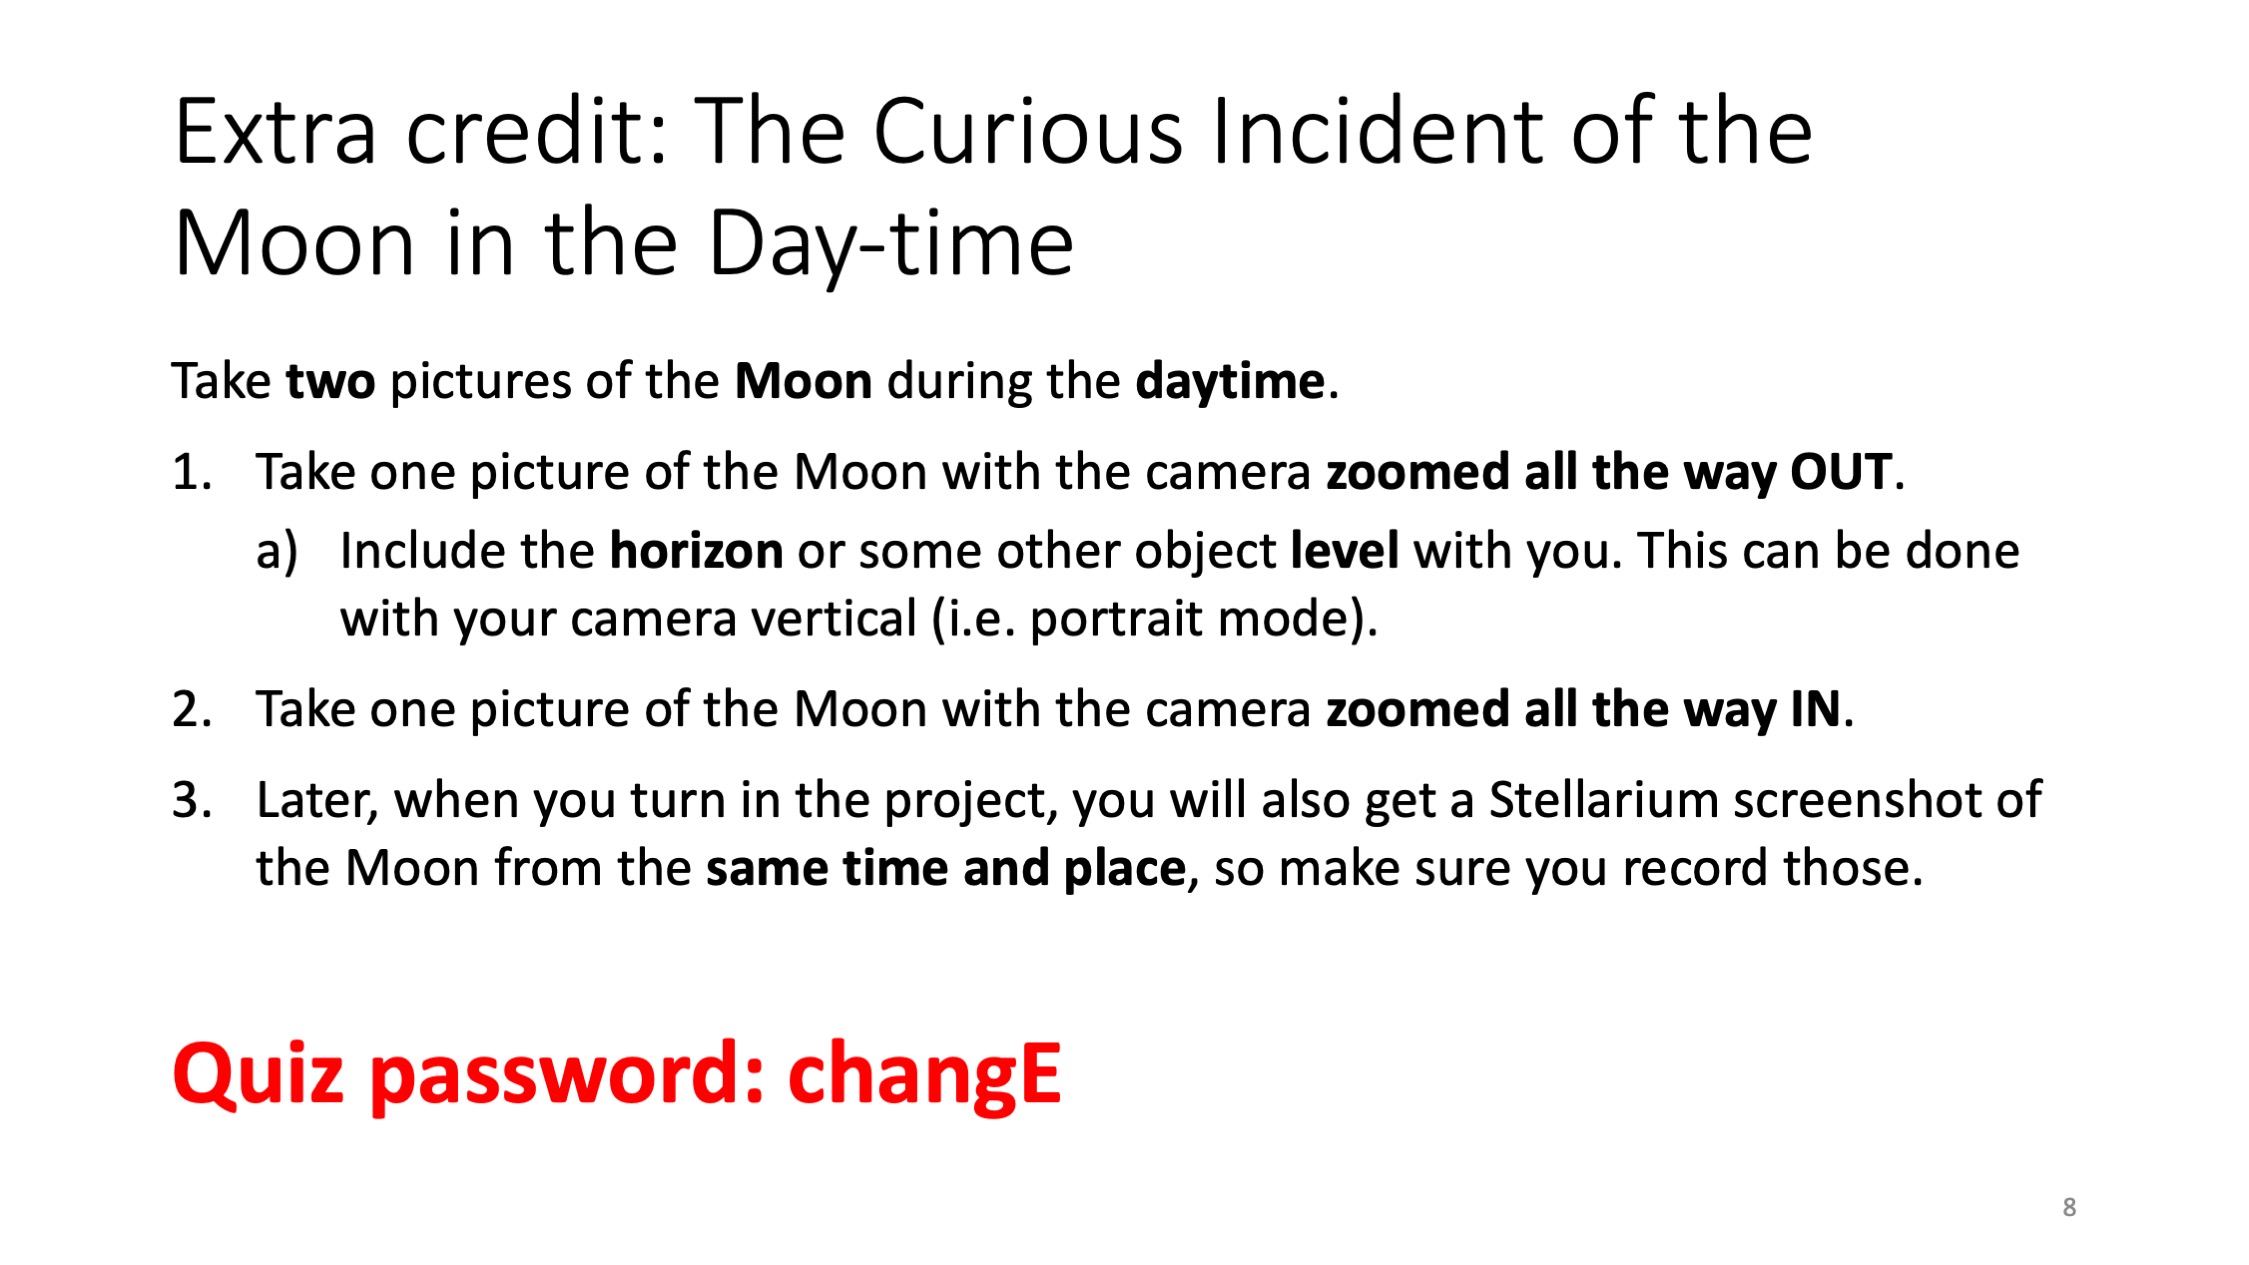 Extra credit: The Curious Incident of the
Moon in the Day-time
Take two pictures of the Moon during the daytime.
1. Take one picture of the Moon with the camera zoomed all the way OUT.
a) Include the horizon or some other object level with you. This can be done
with your camera vertical (i.e. portrait mode).
2. Take one picture of the Moon with the camera zoomed all the way IN.
3. Later, when you turn in the project, you will also get a Stellarium screenshot of
the Moon from the same time and place, so make sure you record those.
Quiz password: changE
8